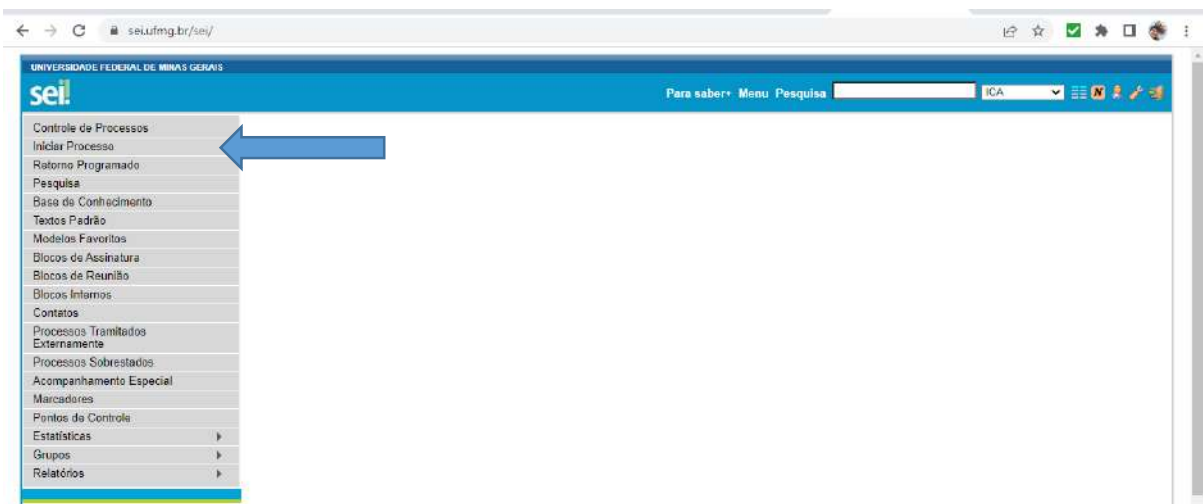 sei.ufmg.br/sei/
UNIVERSIDADE FEDERAL DE MINAS GERAIS
sei!
Para saber+ Menu Pesquisa
ICA
N
Controle de Processos
Iniciar Processo
Retorno Programado
Pesquisa
Base de Conhecimento
Textos Padrão
Modelos Favoritos
Blocos de Assinatura
Blocos de Reunião
Blocos Internos
Contatos
Processos Tramitados
Externamente
Processos Sobrestados
Acompanhamento Especial
Marcadores
Pontos de Controle
Estatísticas
Grupos
Relatórios